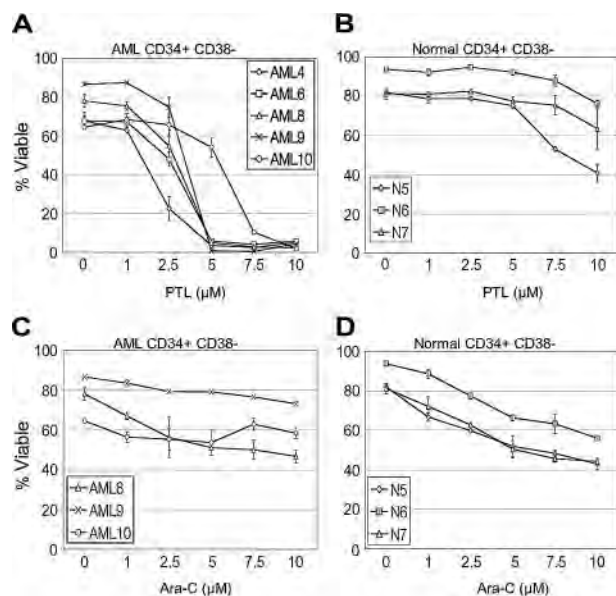 A
AML CD34+ CD38-
100
80
60
40
20
0
% Viable
AML4
AML6
AML8
AML9
AML10
0 1 2.5 5 7.5 10
PTL (µM)
B
Normal CD34+ CD38-
100
80
60
40
20
0
% Viable
N5
N6
N7
0 1 2.5 5 7.5 10
PTL (µM)
C
AML CD34+ CD38-
100
80
60
40
20
0
% Viable
AML8
AML9
AML10
0 1 2.5 5 7.5 10
Ara-C (µM)
D
Normal CD34+ CD38-
100
80
60
40
20
0
% Viable
N5
N6
N7
0 1 2.5 5 7.5 10
Ara-C (µM)